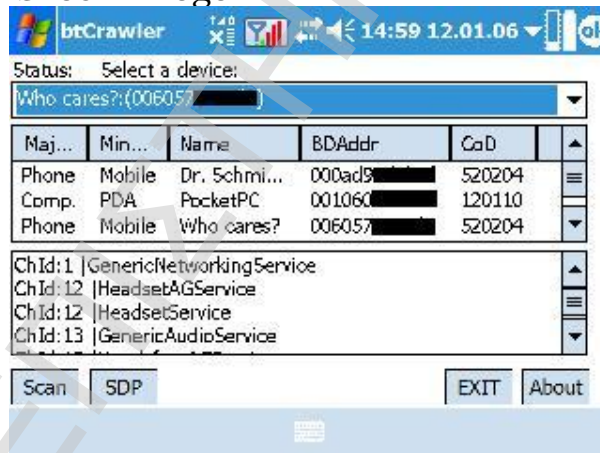 btCrawler 14:59 12.01.06 ok
Status: Select a device:
Who cares?:(006057
Maj... Min... Name BDAddr CoD
Phone Mobile Dr. Schmi... 000ad9 520204
Comp. PDA PocketPC 001060 120110
Phone Mobile Who cares? 006057 520204
ChId:1 |GenericNetworkingService
ChId:12 |HeadsetAGService
ChId:12 |HeadsetService
ChId:13 |GenericAudioService
Scan SDP EXIT About